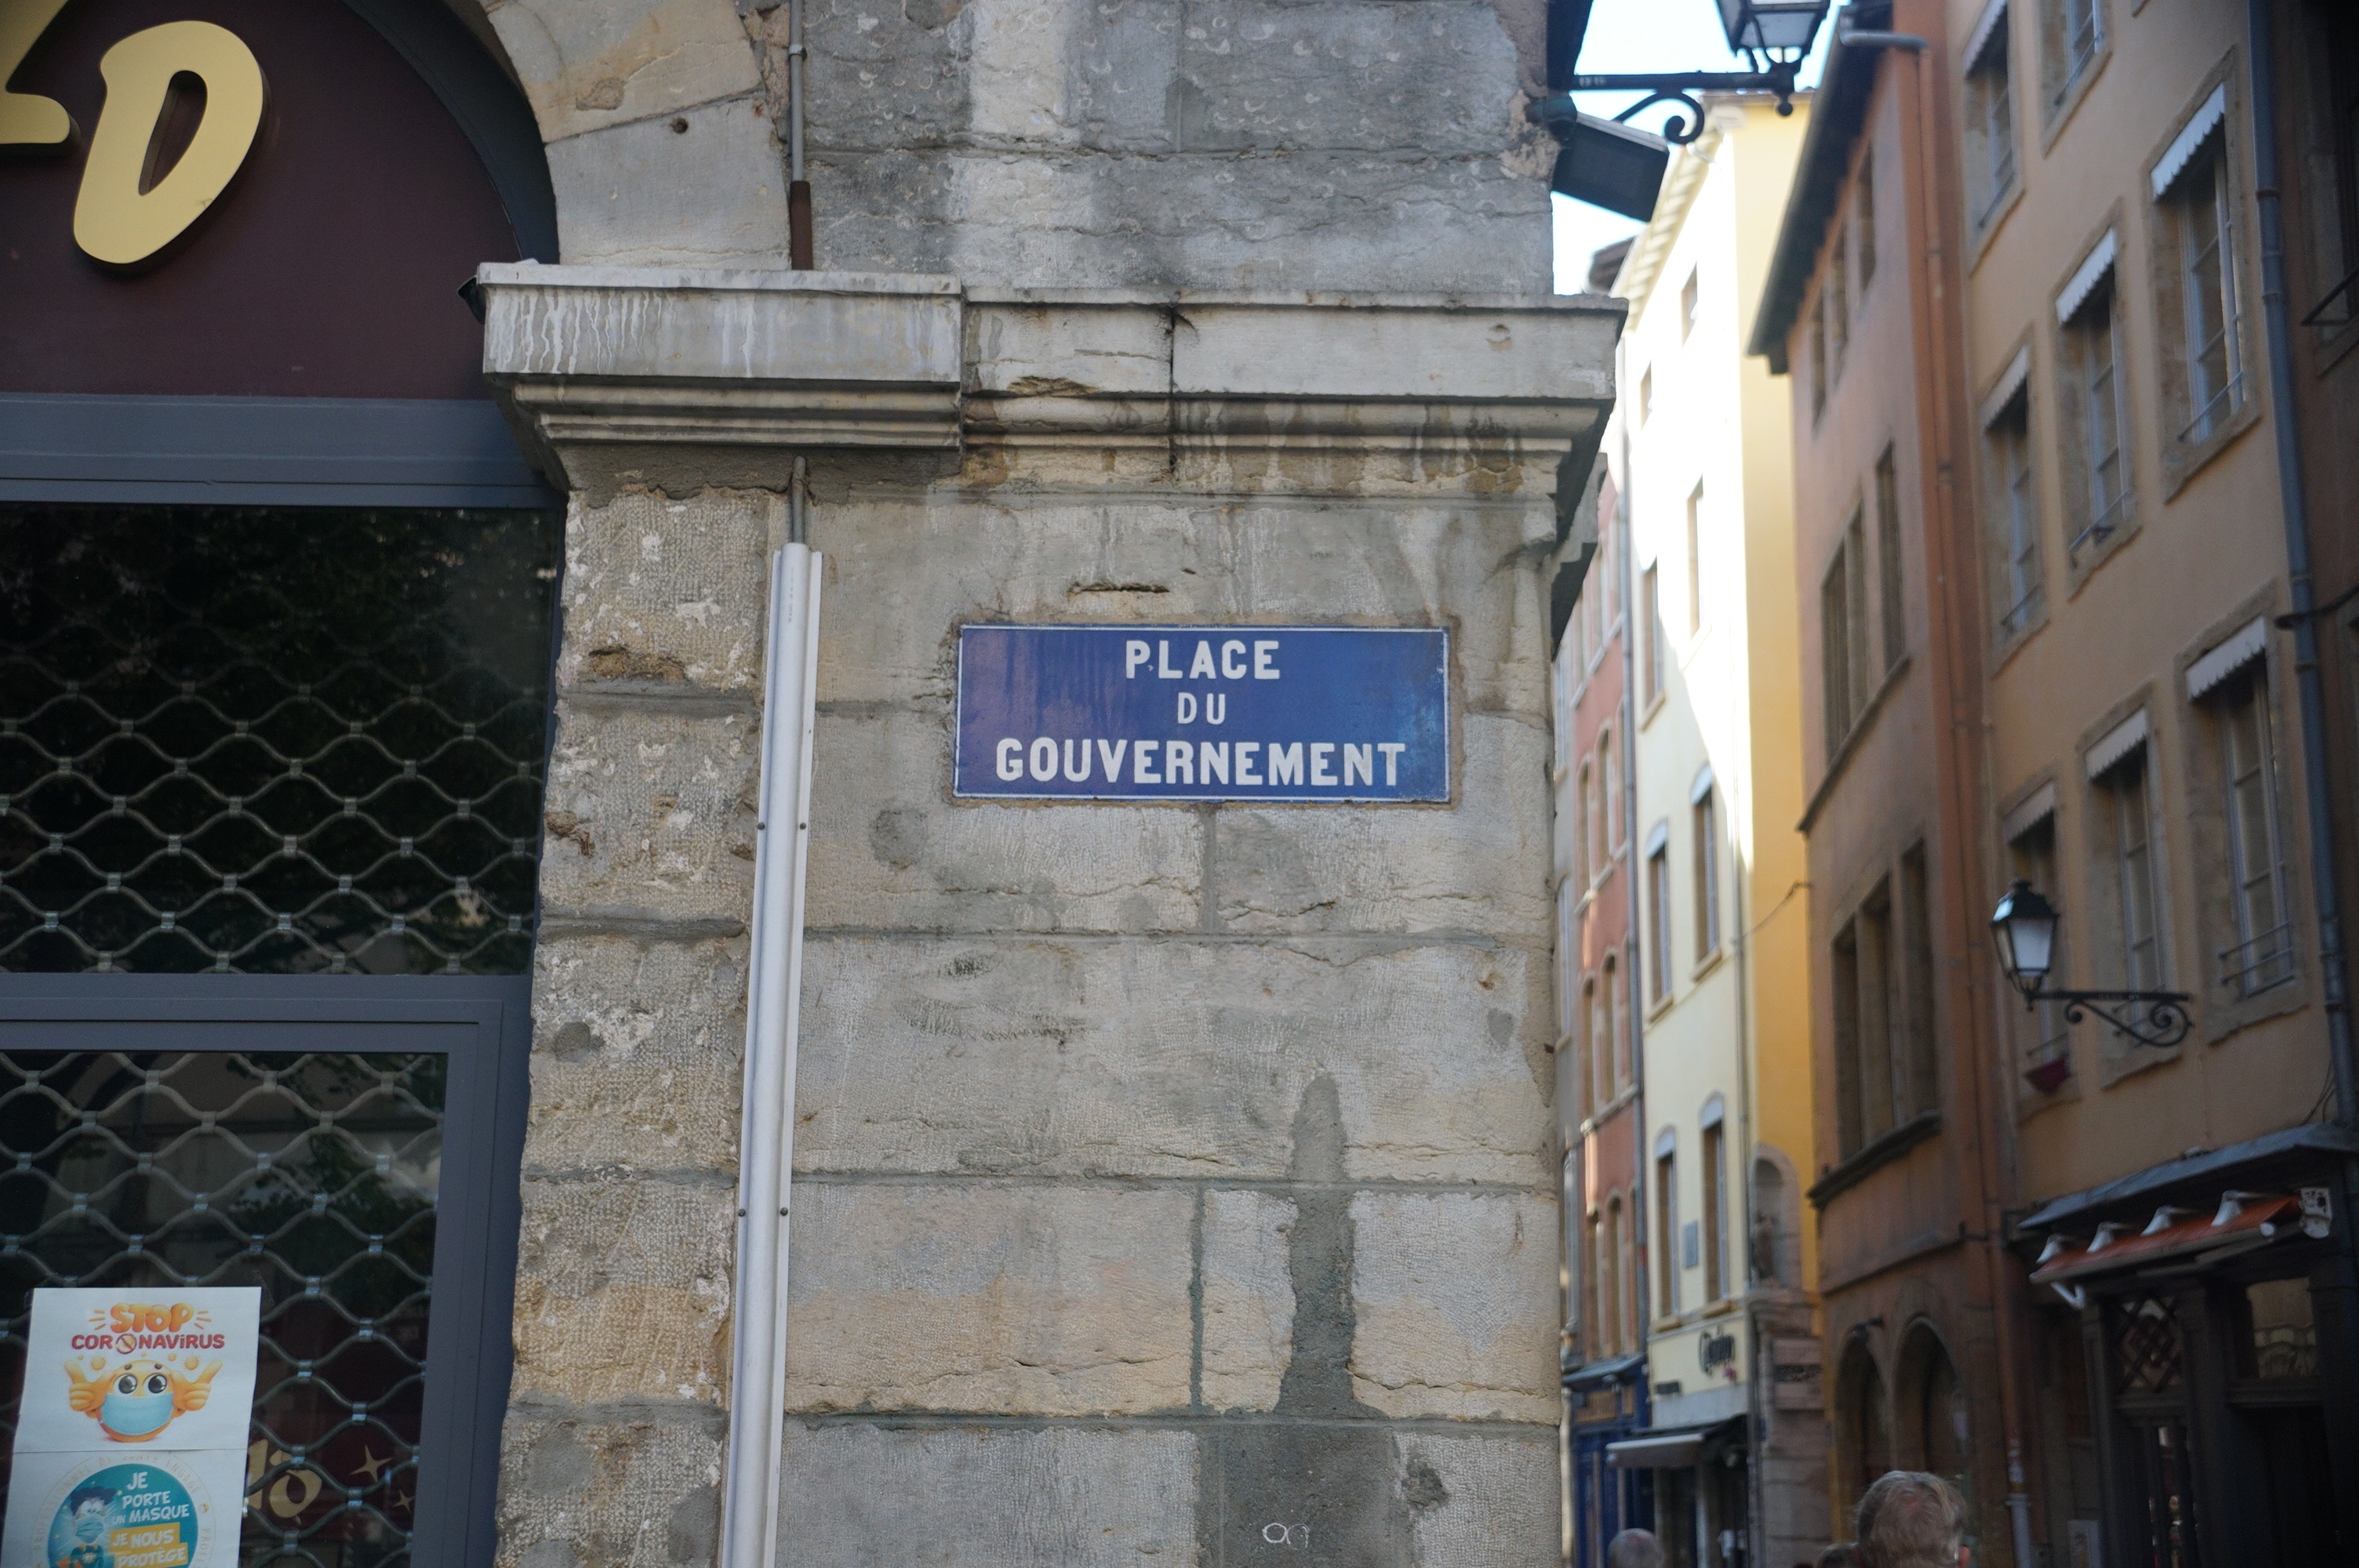 D
PLACE
DU
GOUVERNEMENT
STOP
CORONAVIRUS
JE
PORTE
UN MASQUE
JE NOUS
PROTÈGE